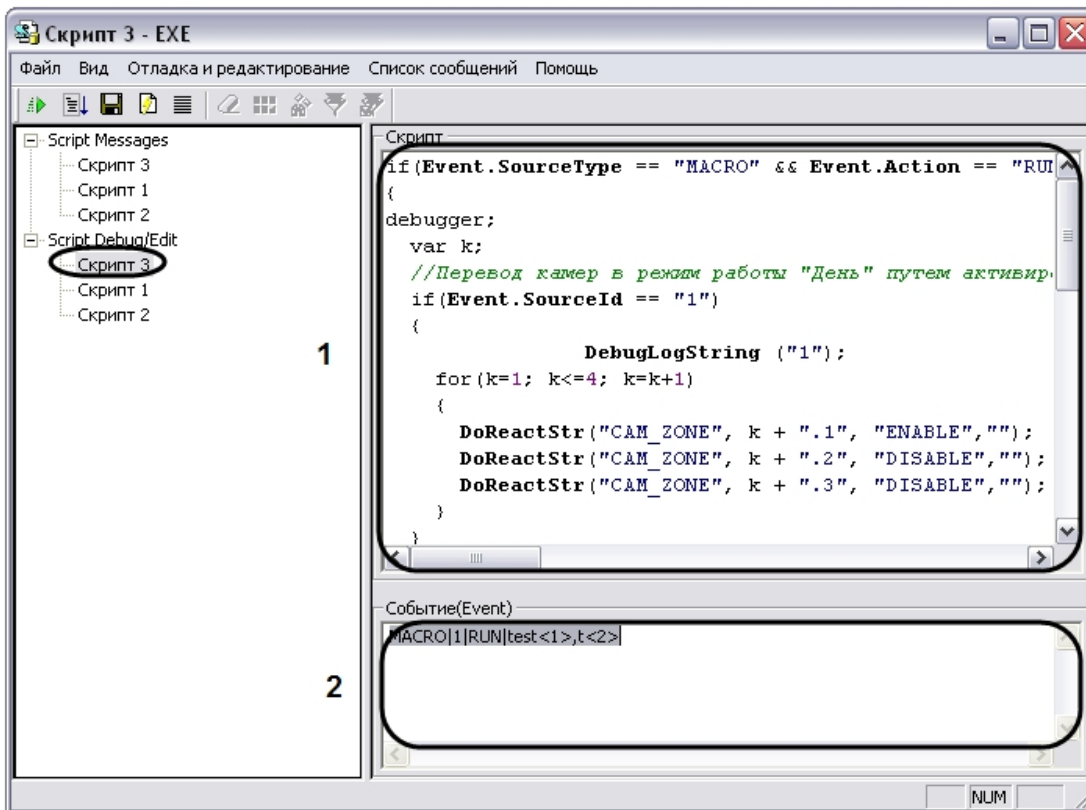 Скрипт 3 - EXE
Файл Вид Отладка и редактирование Список сообщений Помощь
Script Messages
Скрипт 3
Скрипт 1
Скрипт 2
Script Debug/Edit
Скрипт 3
Скрипт 1
Скрипт 2
1
2
Скрипт
if(Event.SourceType == "MACRO" && Event.Action == "RU
{
debugger;
var k;
//Перевод камер в режим работы "День" путем активир
if(Event.SourceId == "1")
{
DebugLogString ("1");
for(k=1; k<=4; k=k+1)
{
DoReactStr("CAM_ZONE", k + ".1", "ENABLE","");
DoReactStr("CAM_ZONE", k + ".2", "DISABLE","");
DoReactStr("CAM_ZONE", k + ".3", "DISABLE","");
}
}
Событие(Event)
MACRO|1|RUN|test<1>,t<2>
NUM